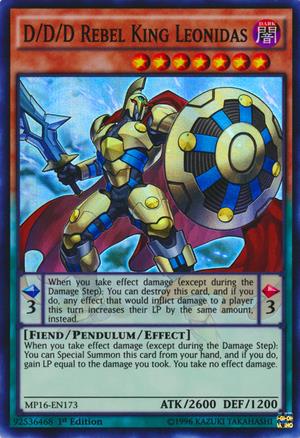 D/D/D Rebel King Leonidas
DARK
闇
When you take effect damage (except during the
Damage Step): You can destroy this card, and if you
do, any effect that would inflict damage to a player
this turn increases their LP by the same amount,
instead.
3
3
[Fiend/Pendulum/Effect]
When you take effect damage (except during the Damage Step):
You can Special Summon this card from your hand, and if you do,
gain LP equal to the damage you took. You take no effect damage.
MP16-EN173
ATK/2600 DEF/1200
92536468 1st Edition
©1996 KAZUKI TAKAHASHI